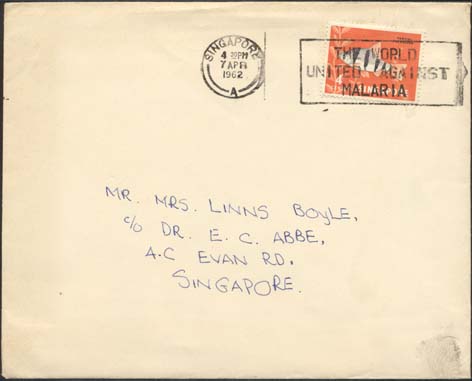 SINGAPORE
4 30PM
7 APR
1962
A
THE WORLD
UNITED AGAINST
MALARIA
MR. MRS. LINNS BOYLE,
c/o DR. E. C. ABBE,
A.C EVAN RD,
SINGAPORE.